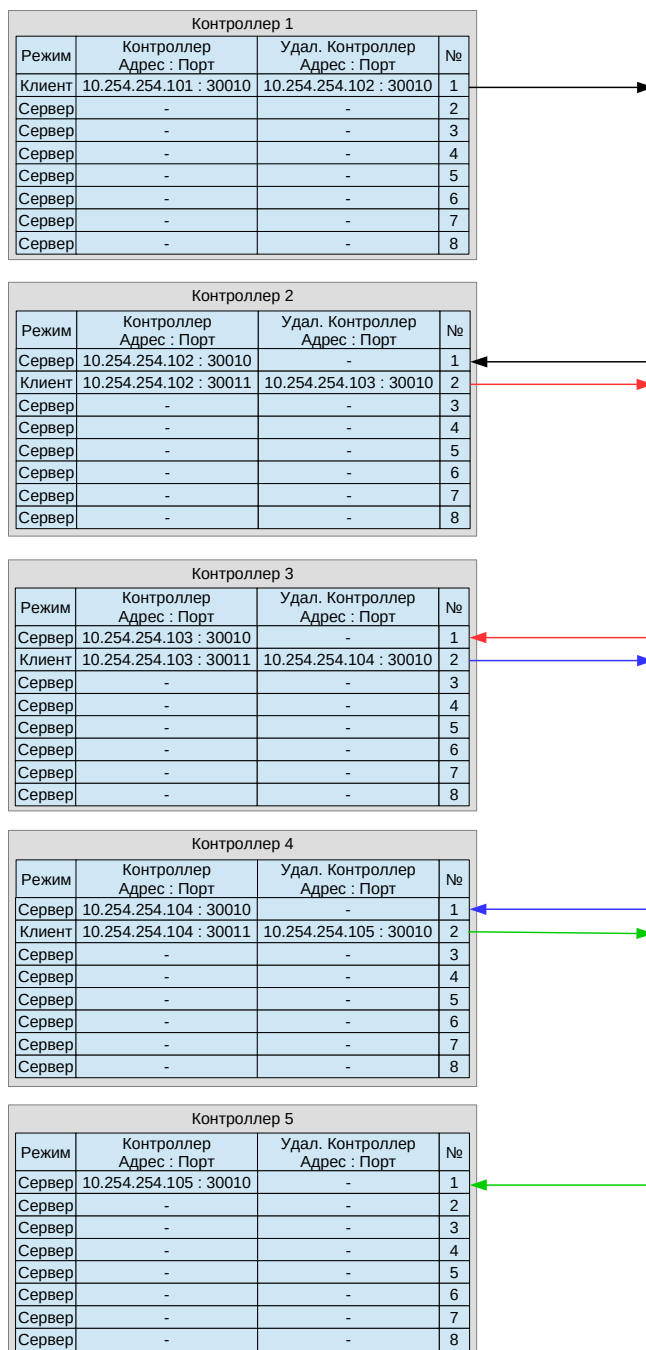 Контроллер 1
Режим Контроллер Удал. Контроллер №
Адрес : Порт Адрес : Порт
Клиент 10.254.254.101 : 30010 10.254.254.102 : 30010 1
Сервер - - 2
Сервер - - 3
Сервер - - 4
Сервер - - 5
Сервер - - 6
Сервер - - 7
Сервер - - 8
Контроллер 2
Режим Контроллер Удал. Контроллер №
Адрес : Порт Адрес : Порт
Сервер 10.254.254.102 : 30010 - 1
Клиент 10.254.254.102 : 30011 10.254.254.103 : 30010 2
Сервер - - 3
Сервер - - 4
Сервер - - 5
Сервер - - 6
Сервер - - 7
Сервер - - 8
Контроллер 3
Режим Контроллер Удал. Контроллер №
Адрес : Порт Адрес : Порт
Сервер 10.254.254.103 : 30010 - 1
Клиент 10.254.254.103 : 30011 10.254.254.104 : 30010 2
Сервер - - 3
Сервер - - 4
Сервер - - 5
Сервер - - 6
Сервер - - 7
Сервер - - 8
Контроллер 4
Режим Контроллер Удал. Контроллер №
Адрес : Порт Адрес : Порт
Сервер 10.254.254.104 : 30010 - 1
Клиент 10.254.254.104 : 30011 10.254.254.105 : 30010 2
Сервер - - 3
Сервер - - 4
Сервер - - 5
Сервер - - 6
Сервер - - 7
Сервер - - 8
Контроллер 5
Режим Контроллер Удал. Контроллер №
Адрес : Порт Адрес : Порт
Сервер 10.254.254.105 : 30010 - 1
Сервер - - 2
Сервер - - 3
Сервер - - 4
Сервер - - 5
Сервер - - 6
Сервер - - 7
Сервер - - 8